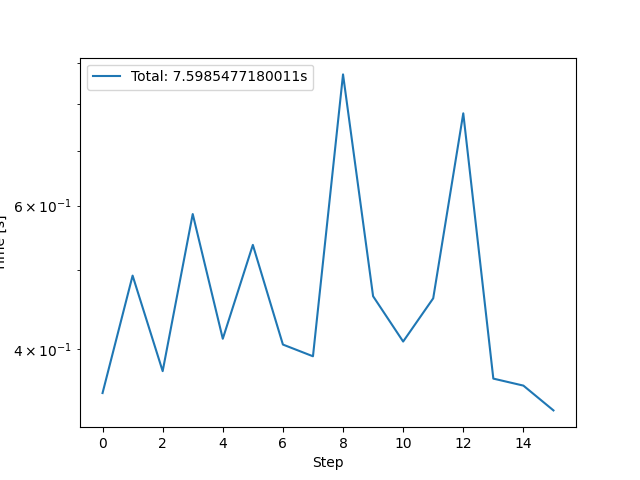 Total: 7.5985477180011s
6 × 10⁻¹
4 × 10⁻¹
0 2 4 6 8 10 12 14
Step
[s]